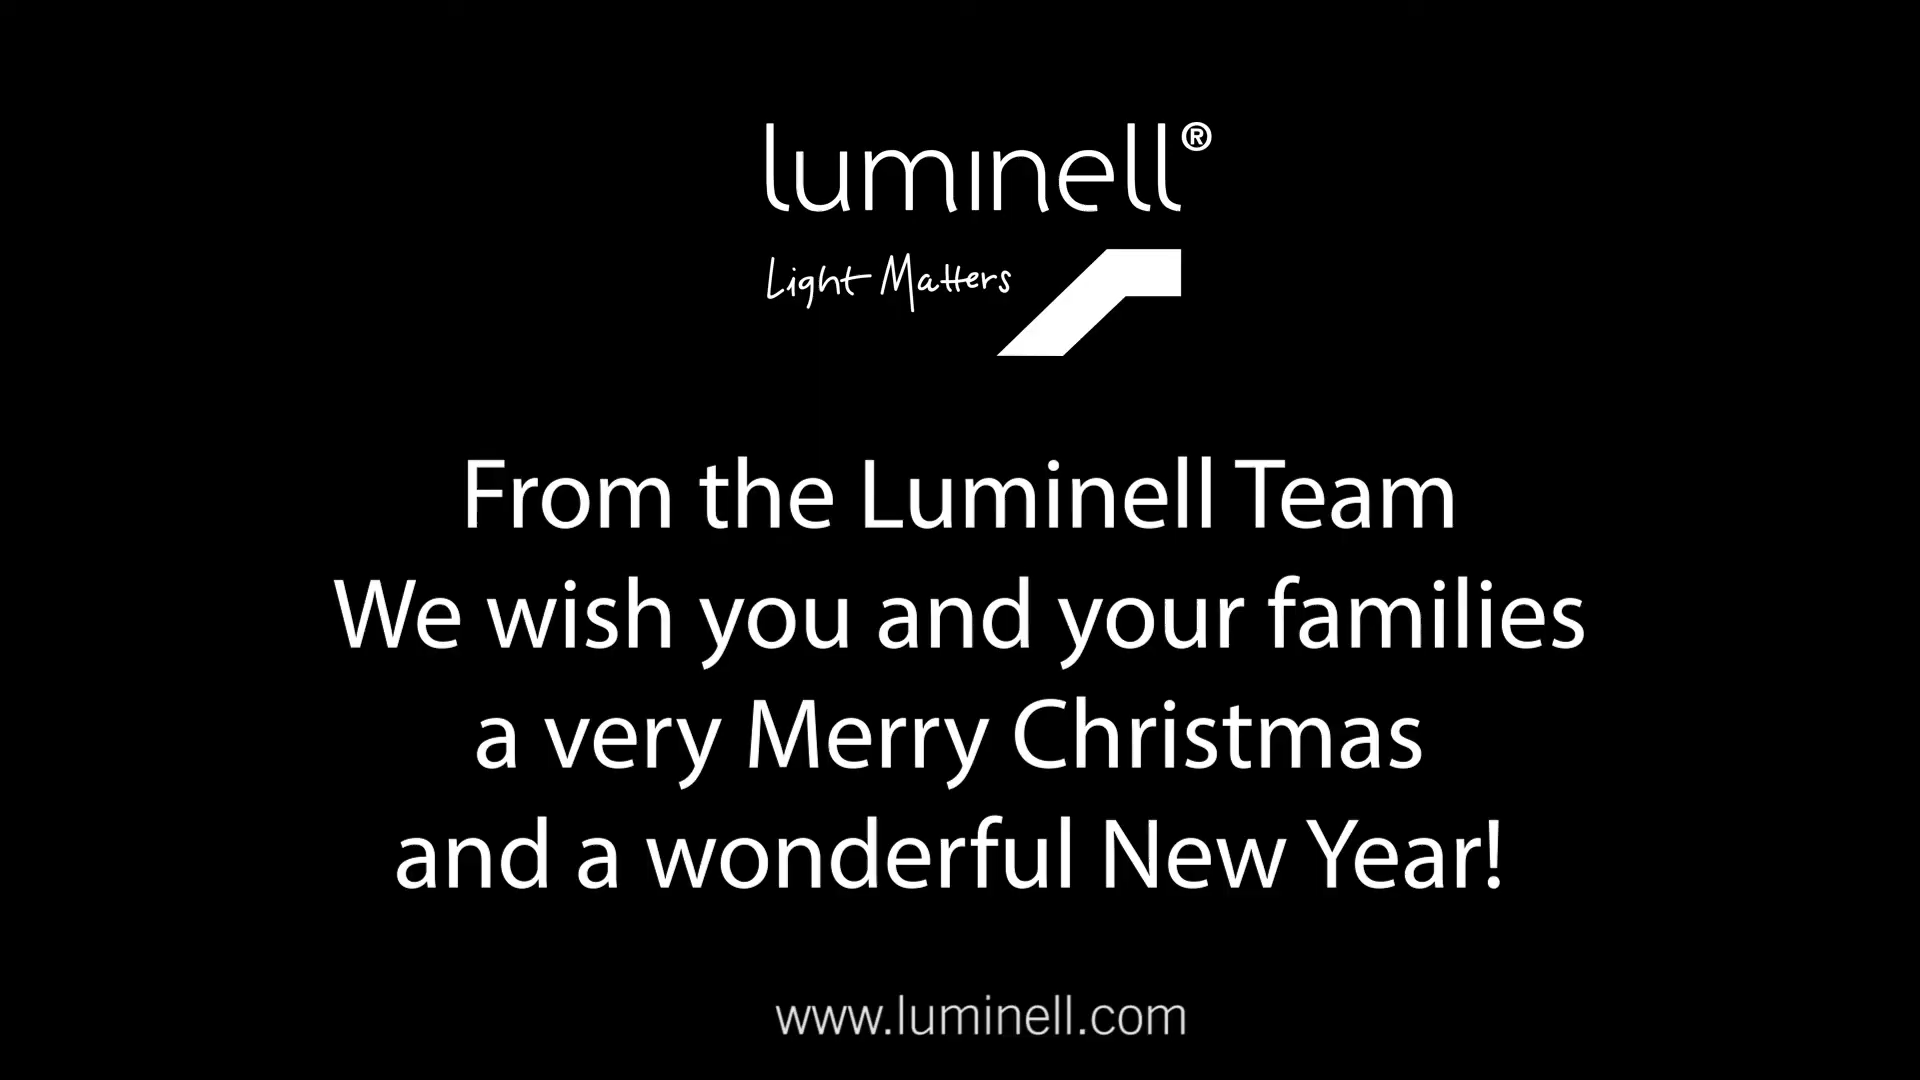 luminell®
Light Matters
From the Luminell Team
We wish you and your families
a very Merry Christmas
and a wonderful New Year!
www.luminell.com